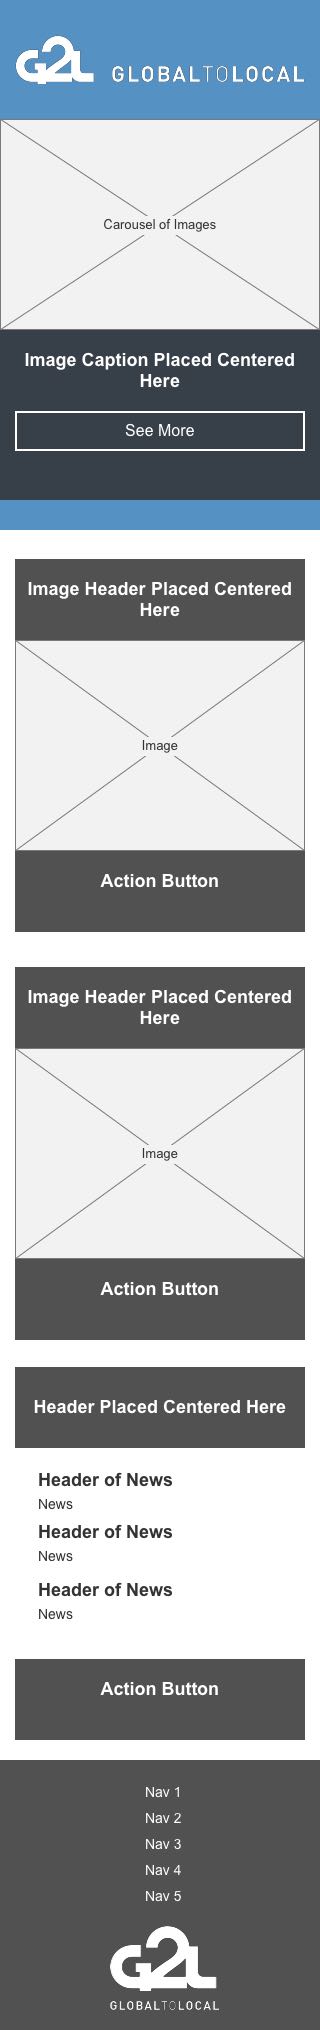 G2L GLOBALTOLOCAL
Carousel of Images
Image Caption Placed Centered
Here
See More
Image Header Placed Centered
Here
Image
Action Button
Image Header Placed Centered
Here
Image
Action Button
Header Placed Centered Here
Header of News
News
Header of News
News
Header of News
News
Action Button
Nav 1
Nav 2
Nav 3
Nav 4
Nav 5
G2L
GLOBALTOLOCAL